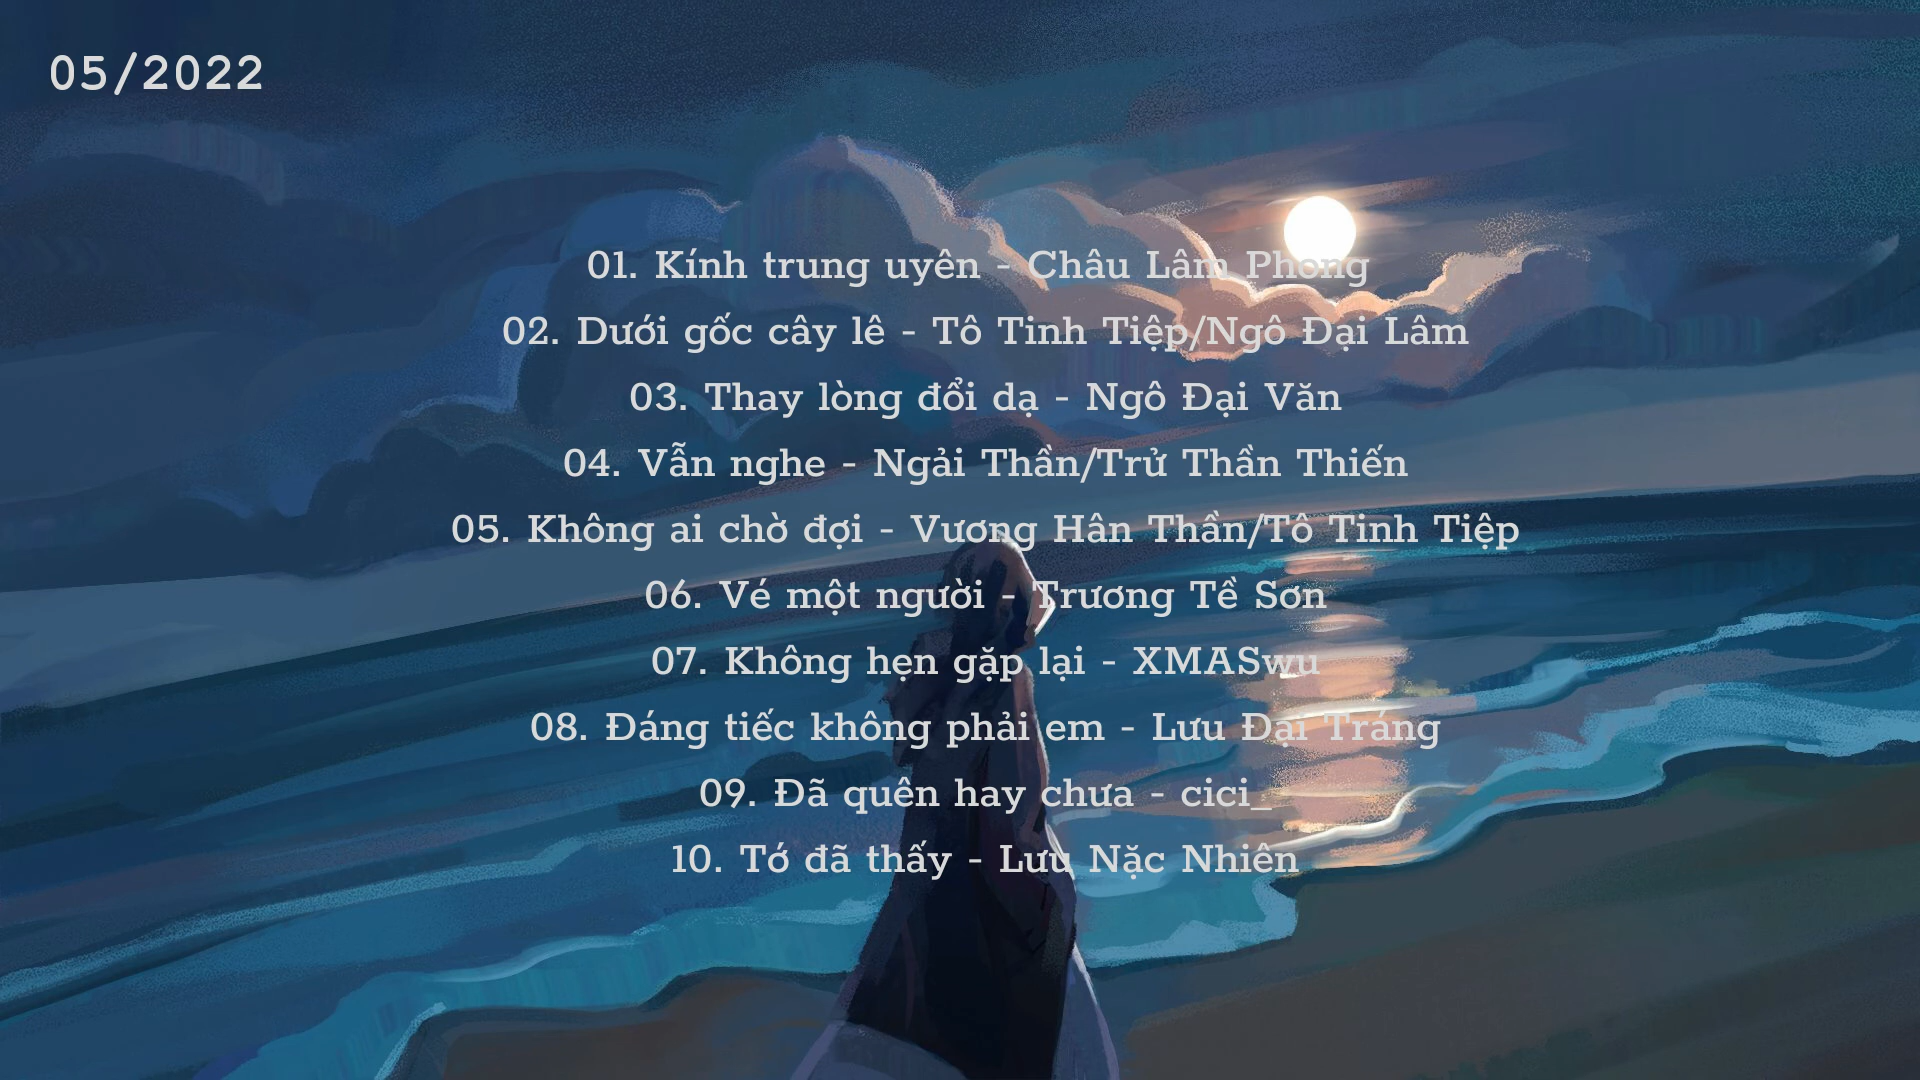 05/2022
01. Kính trung uyên - Châu Lâm Phong
02. Dưới gốc cây lê - Tô Tinh Tiệp/Ngô Đại Lâm
03. Thay lòng đổi dạ - Ngô Đại Văn
04. Vẫn nghe - Ngải Thần/Trử Thần Thiến
05. Không ai chờ đợi - Vương Hân Thần/Tô Tinh Tiệp
06. Vé một người - Trương Tề Sơn
07. Không hẹn gặp lại - XMASwu
08. Đáng tiếc không phải em - Lưu Đại Tráng
09. Đã quên hay chưa - cici_
10. Tớ đã thấy - Lưu Nặc Nhiên